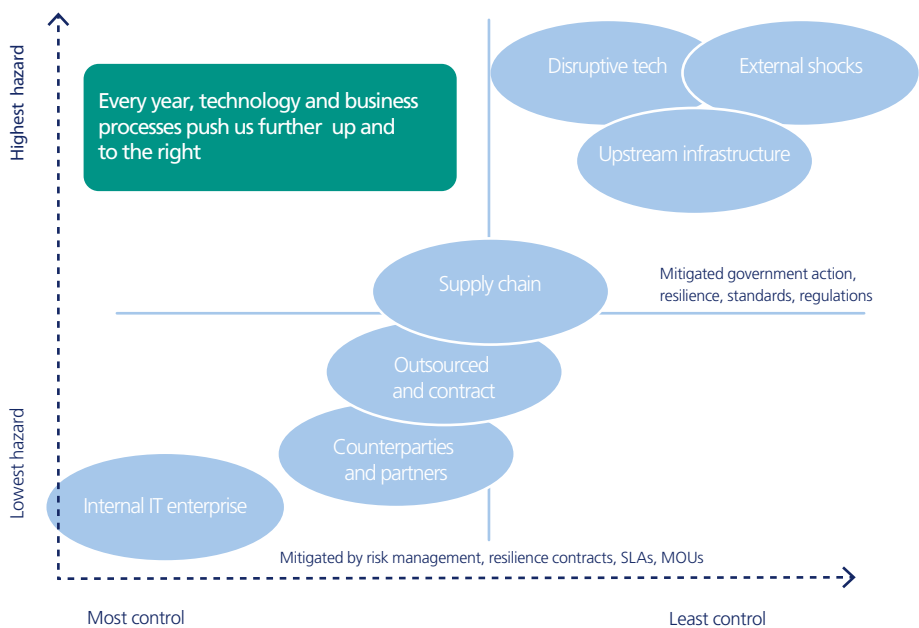 Highest hazard
Lowest hazard
Every year, technology and business
processes push us further up and
to the right
Disruptive tech
External shocks
Upstream infrastructure
Supply chain
Mitigated government action,
resilience, standards, regulations
Outsourced
and contract
Counterparties
and partners
Internal IT enterprise
Mitigated by risk management, resilience contracts, SLAs, MOUs
Most control
Least control